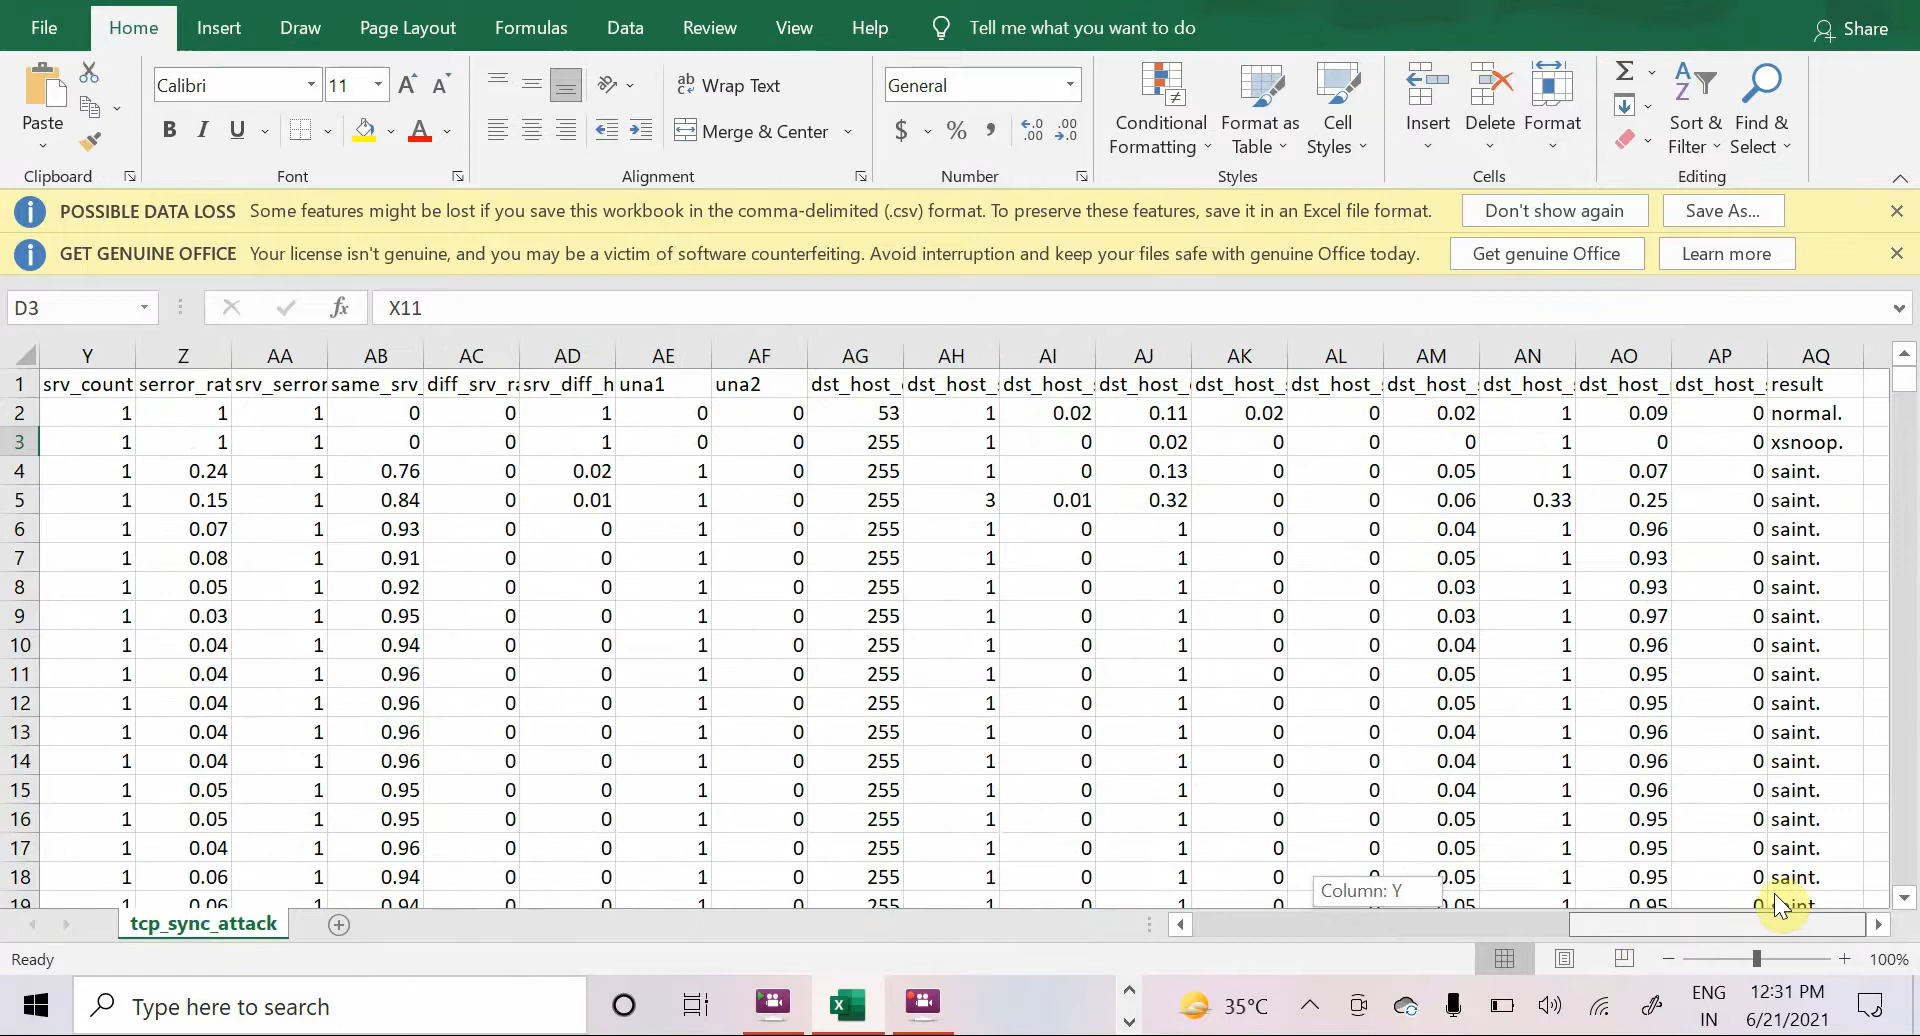 File Home Insert Draw Page Layout Formulas Data Review View Help Tell me what you want to do Share
Paste Calibri 11 Wrap Text General Conditional Formatting Format as Table Cell Styles Insert Delete Format Sort & Filter Find & Select
B I U A Merge & Center $ %
Clipboard Font Alignment Number Styles Cells Editing
POSSIBLE DATA LOSS Some features might be lost if you save this workbook in the comma-delimited (.csv) format. To preserve these features, save it in an Excel file format. Don't show again Save As...
GET GENUINE OFFICE Your license isn't genuine, and you may be a victim of software counterfeiting. Avoid interruption and keep your files safe with genuine Office today. Get genuine Office Learn more
D3 fx X11
Y Z AA AB AC AD AE AF AG AH AI AJ AK AL AM AN AO AP AQ
1 srv_count serror_rat srv_serror same_srv_ diff_srv_ra srv_diff_h una1 una2 dst_host_ dst_host_ dst_host_ dst_host_ dst_host_ dst_host_ dst_host_ dst_host_ dst_host_ dst_host_ result
2 1 1 1 0 0 1 0 0 53 1 0.02 0.11 0.02 0 0.02 1 0.09 0 normal.
3 1 1 1 0 0 1 0 0 255 1 0 0.02 0 0 0 1 0 0 xsnoop.
4 1 0.24 1 0.76 0 0.02 1 0 255 1 0 0.13 0 0 0.05 1 0.07 0 saint.
5 1 0.15 1 0.84 0 0.01 1 0 255 3 0.01 0.32 0 0 0.06 0.33 0.25 0 saint.
6 1 0.07 1 0.93 0 0 1 0 255 1 0 1 0 0 0.04 1 0.96 0 saint.
7 1 0.08 1 0.91 0 0 1 0 255 1 0 1 0 0 0.05 1 0.93 0 saint.
8 1 0.05 1 0.92 0 0 1 0 255 1 0 1 0 0 0.03 1 0.93 0 saint.
9 1 0.03 1 0.95 0 0 1 0 255 1 0 1 0 0 0.03 1 0.97 0 saint.
10 1 0.04 1 0.94 0 0 1 0 255 1 0 1 0 0 0.04 1 0.96 0 saint.
11 1 0.04 1 0.96 0 0 1 0 255 1 0 1 0 0 0.05 1 0.95 0 saint.
12 1 0.04 1 0.96 0 0 1 0 255 1 0 1 0 0 0.05 1 0.95 0 saint.
13 1 0.04 1 0.96 0 0 1 0 255 1 0 1 0 0 0.04 1 0.96 0 saint.
14 1 0.04 1 0.96 0 0 1 0 255 1 0 1 0 0 0.04 1 0.96 0 saint.
15 1 0.05 1 0.95 0 0 1 0 255 1 0 1 0 0 0.04 1 0.96 0 saint.
16 1 0.05 1 0.95 0 0 1 0 255 1 0 1 0 0 0.05 1 0.95 0 saint.
17 1 0.04 1 0.96 0 0 1 0 255 1 0 1 0 0 0.05 1 0.95 0 saint.
18 1 0.06 1 0.94 0 0 1 0 255 1 0 1 0 0.05 1 0.95 0 saint.
19 1 0.06 1 0.94 0 0 1 0 255 1 0 1 0 0.05 1 0.95 0
Column: Y
tcp_sync_attack
Ready 100%
Type here to search 35°C ENG IN 12:31 PM 6/21/2021